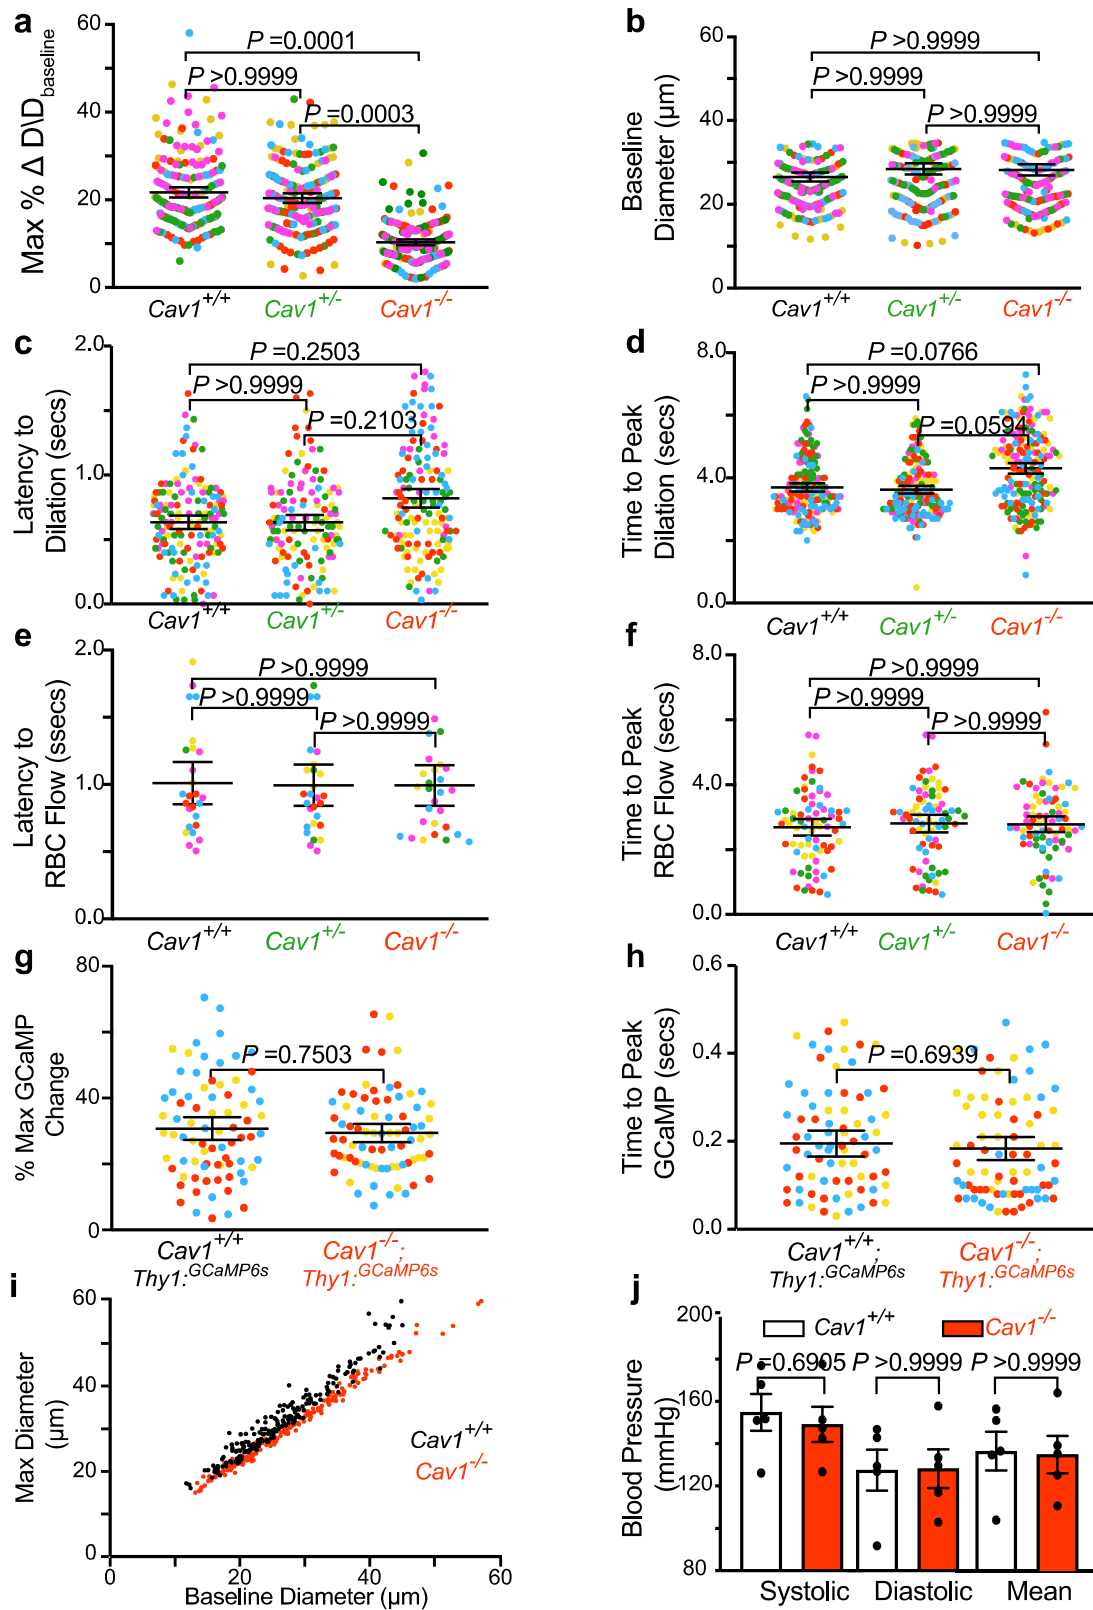 a
60
40
20
0
Max % Δ D\D baseline
P =0.0001
P >0.9999
P =0.0003
Cav1+/+
Cav1+/-
Cav1-/-
b
60
40
20
0
Baseline
Diameter (µm)
P >0.9999
P >0.9999
P >0.9999
Cav1+/+
Cav1+/-
Cav1-/-
c
2.0
1.0
0.0
Latency to
Dilation (secs)
P =0.2503
P >0.9999
P =0.2103
Cav1+/+
Cav1+/-
Cav1-/-
d
8.0
4.0
0.0
Time to Peak
Dilation (secs)
P =0.0766
P >0.9999
P =0.0594
Cav1+/+
Cav1+/-
Cav1-/-
e
2.0
1.0
0.0
Latency to
RBC Flow (ssecs)
P >0.9999
P >0.9999
P >0.9999
Cav1+/+
Cav1+/-
Cav1-/-
f
8.0
4.0
0.0
Time to Peak
RBC Flow (secs)
P >0.9999
P >0.9999
P >0.9999
Cav1+/+
Cav1+/-
Cav1-/-
g
80
40
0
% Max GCaMP
Change
P =0.7503
Cav1+/+
Thy1:GCaMP6s
Cav1-/-;
Thy1:GCaMP6s
h
0.6
0.4
0.2
0.0
Time to Peak
GCaMP (secs)
P =0.6939
Cav1+/+;
Thy1:GCaMP6s
Cav1-/-;
Thy1:GCaMP6s
i
60
40
20
0
Max Diameter
(µm)
Cav1+/+
Cav1-/-
0 20 40 60
Baseline Diameter (µm)
j
200
160
120
80
Blood Pressure
(mmHg)
Cav1+/+
Cav1-/-
P =0.6905
P >0.9999
P >0.9999
Systolic Diastolic Mean